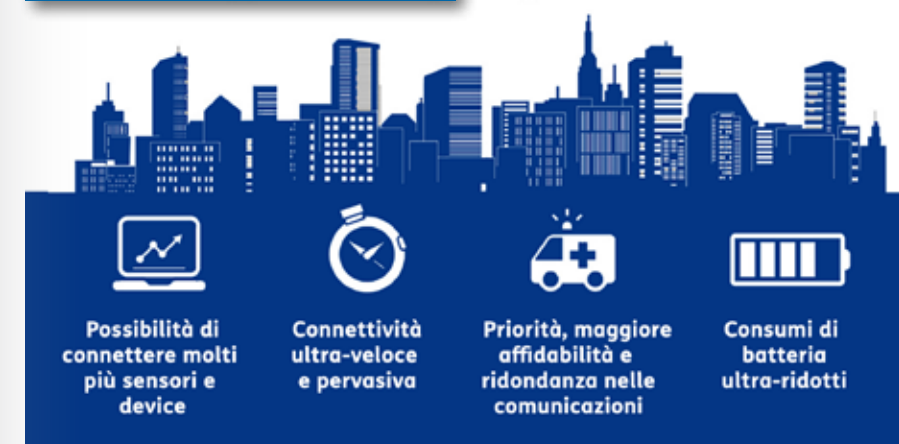 Possibilità di
connettere molti
più sensori e
device
Connettività
ultra-veloce
e pervasiva
Priorità, maggiore
affidabilità e
ridondanza nelle
comunicazioni
Consumi di
batteria
ultra-ridotti